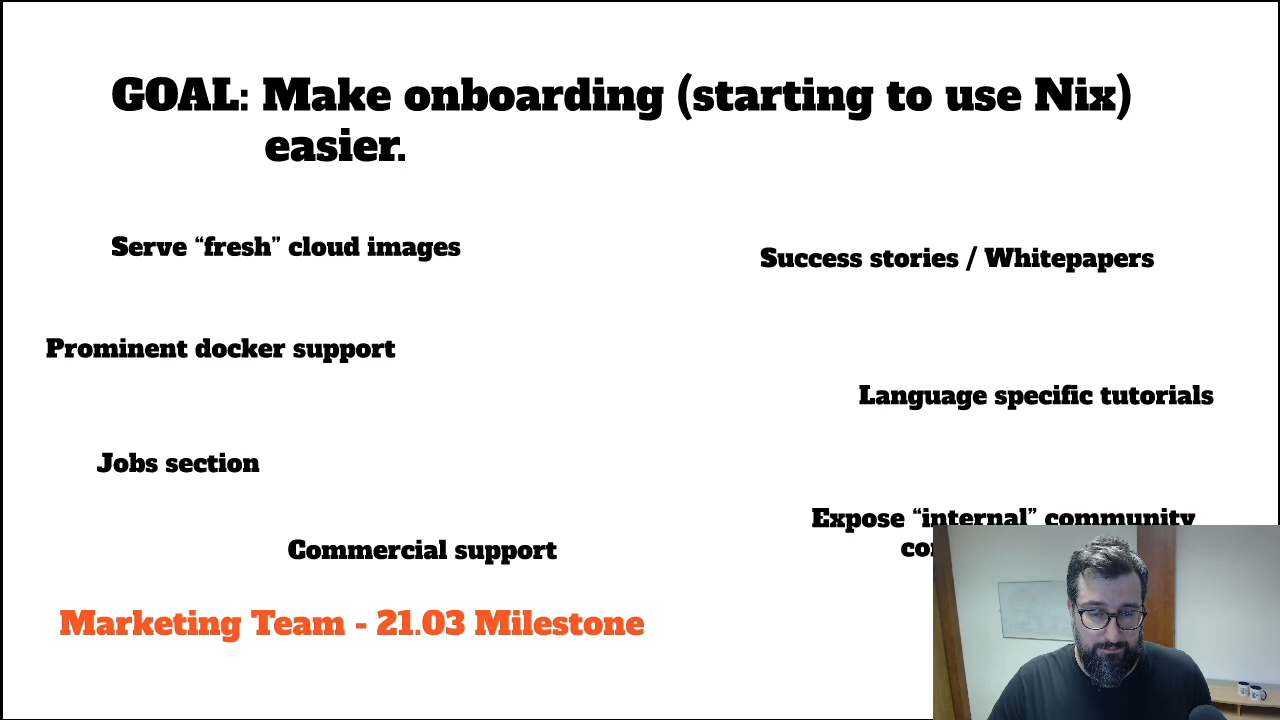 GOAL: Make onboarding (starting to use Nix)
easier.
Serve “fresh” cloud images
Success stories / Whitepapers
Prominent docker support
Language specific tutorials
Jobs section
Expose “internal” community
Commercial support
Marketing Team - 21.03 Milestone